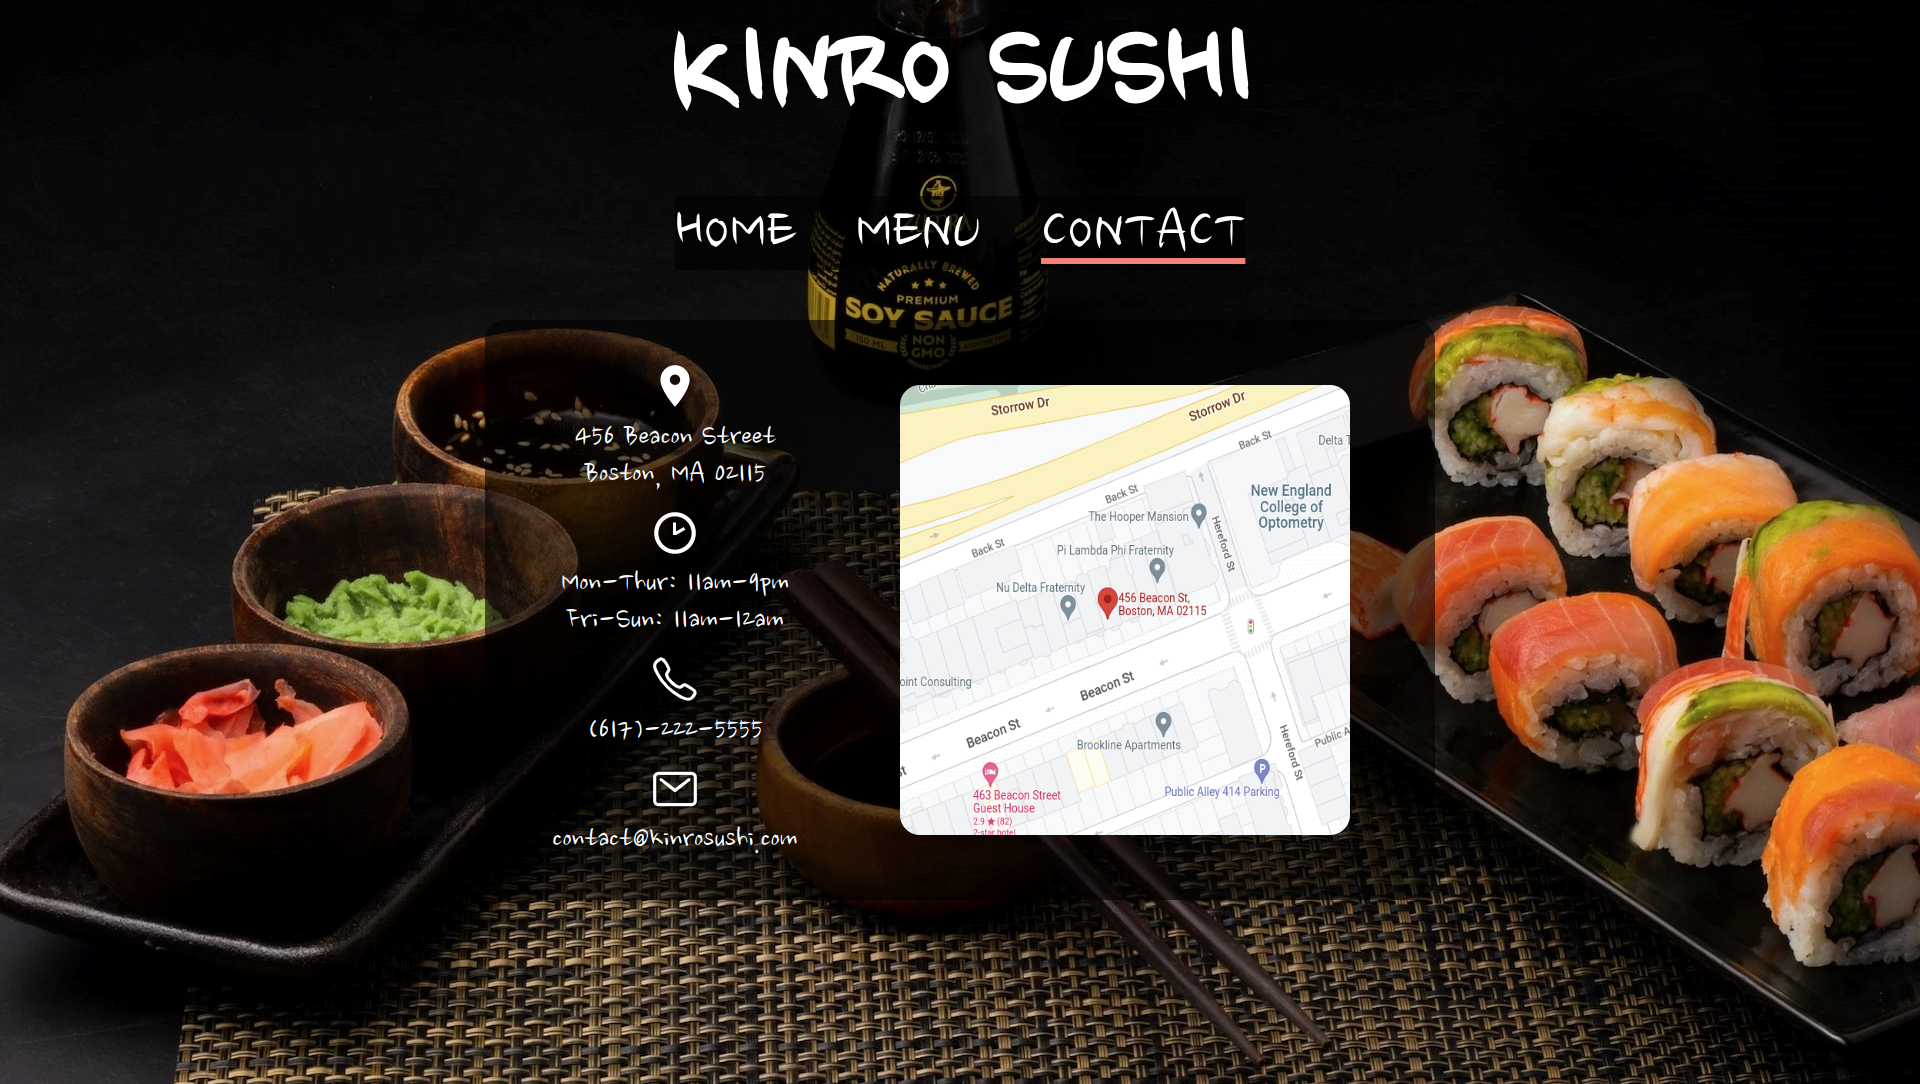 KINRO SUSHI
HOME MENU CONTACT
NATURALLY BREWED
PREMIUM
SOY SAUCE
150 ML
NON
GMO
456 Beacon Street
Boston, MA 02115
Mon-Thur: 11am-9pm
Fri-Sun: 11am-12am
(617)-222-5555
contact@kinrosushi.com
Storrow Dr
Storrow Dr
Back St
Delta
Back St
New England
College of
Optometry
The Hooper Mansion
Hereford St
Back St
Pi Lambda Phi Fraternity
Nu Delta Fraternity
456 Beacon St,
Boston, MA 02115
oint Consulting
Beacon St
Beacon St
Brookline Apartments
Hereford St
Public A
st
463 Beacon Street
Guest House
2.9 ★ (82)
2-star hotel
Public Alley 414 Parking
P